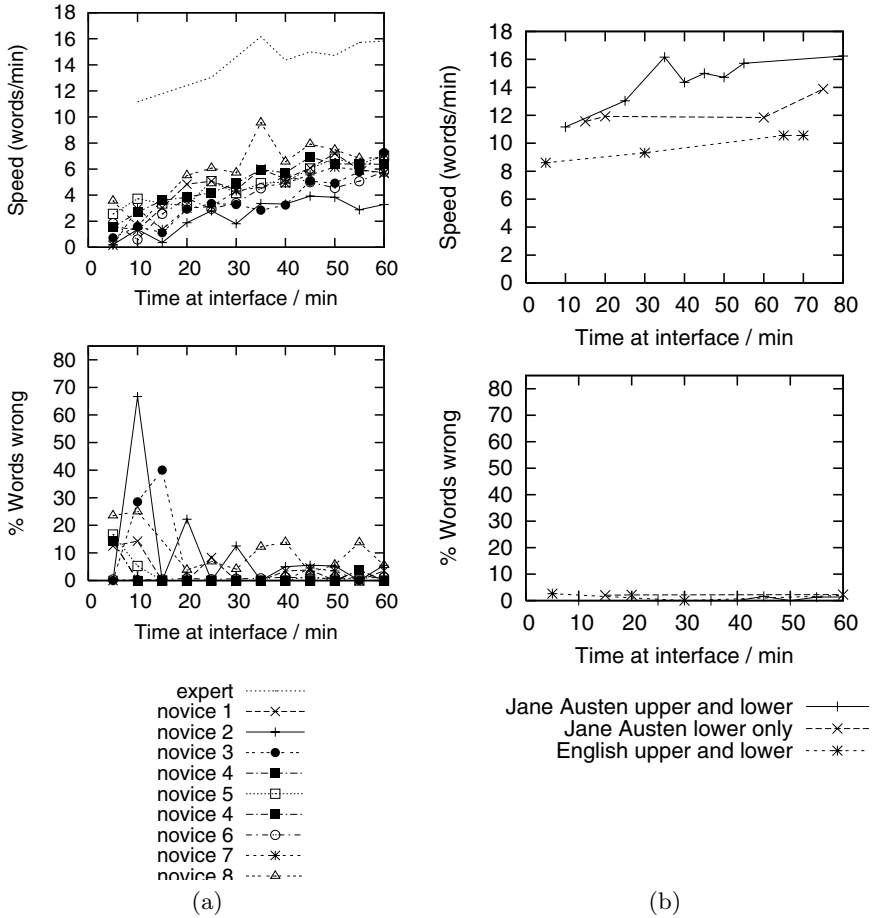 18
16
14
12
10
8
6
4
2
0
Speed (words/min)
0 10 20 30 40 50 60
Time at interface / min
80
70
60
50
40
30
20
10
0
% Words wrong
0 10 20 30 40 50 60
Time at interface / min
expert
novice 1
novice 2
novice 3
novice 4
novice 5
novice 4
novice 6
novice 7
novice 8
(a)
18
16
14
12
10
8
6
4
2
0
Speed (words/min)
0 10 20 30 40 50 60 70 80
Time at interface / min
80
70
60
50
40
30
20
10
0
% Words wrong
0 10 20 30 40 50 60
Time at interface / min
Jane Austen upper and lower
Jane Austen lower only
English upper and lower
(b)